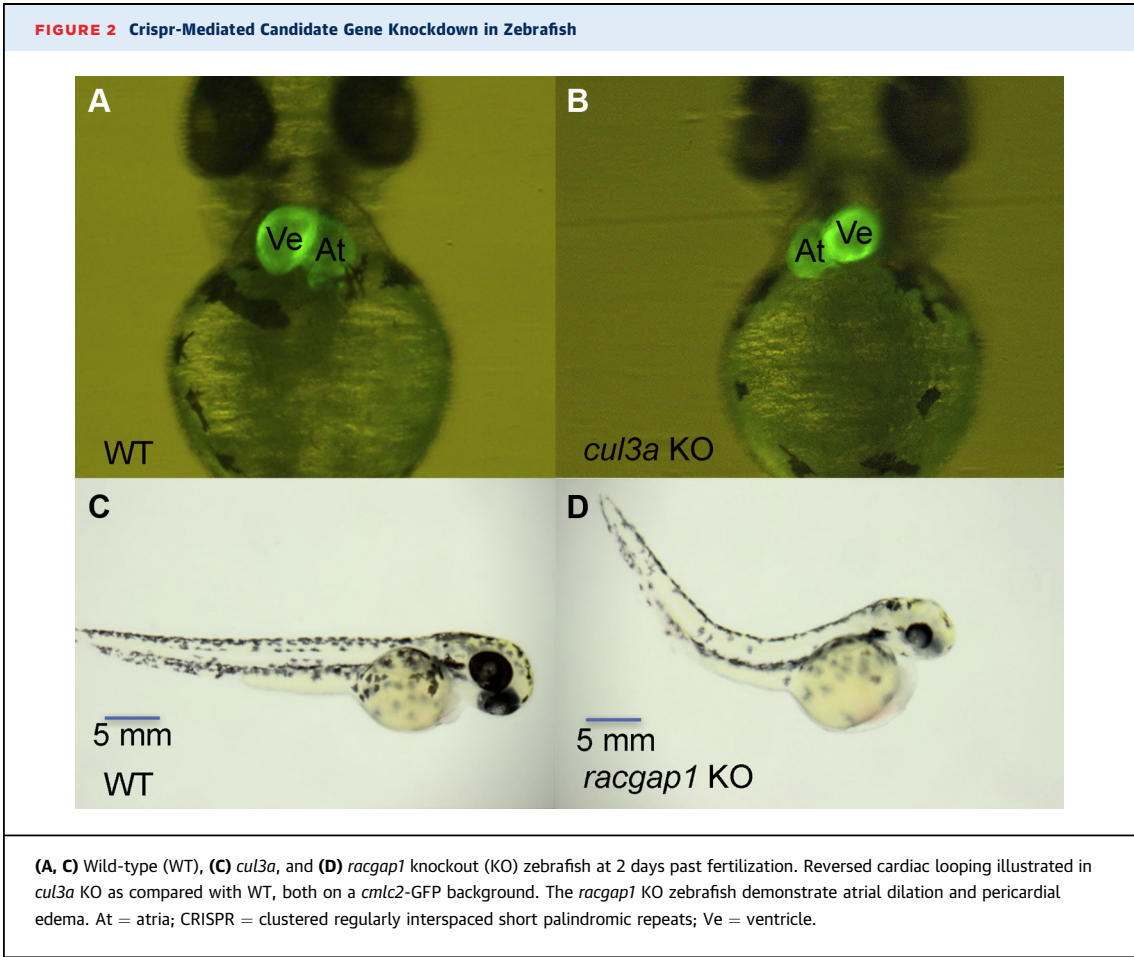 FIGURE 2 Crispr-Mediated Candidate Gene Knockdown in Zebrafish
A
B
Ve
At
At
Ve
WT
cul3a KO
C
D
5 mm
WT
5 mm
racgap1 KO
(A, C) Wild-type (WT), (C) cul3a, and (D) racgap1 knockout (KO) zebrafish at 2 days past fertilization. Reversed cardiac looping illustrated in
cul3a KO as compared with WT, both on a cmlc2-GFP background. The racgap1 KO zebrafish demonstrate atrial dilation and pericardial
edema. At = atria; CRISPR = clustered regularly interspaced short palindromic repeats; Ve = ventricle.